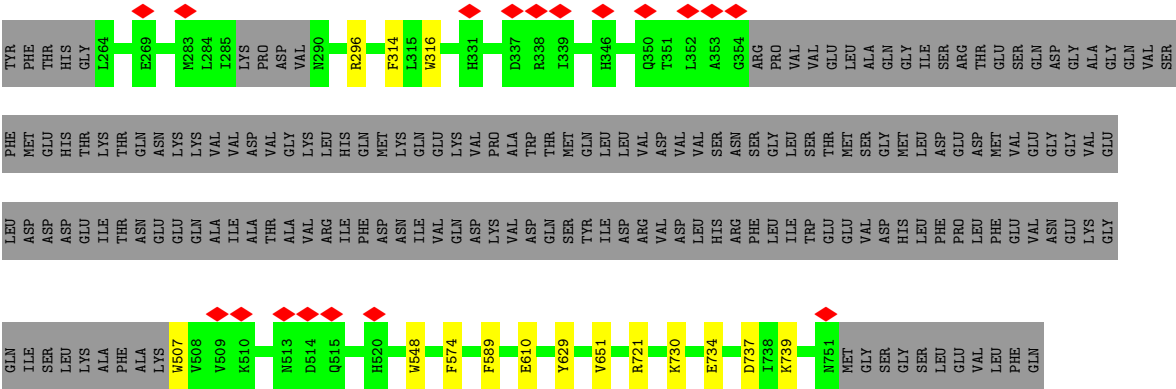 TYR PHE THR HIS GLY L264 E269 M283 L284 I285 LYS PRO ASP VAL N290 R296 F314 L315 W316 H331 D337 R338 I339 H346 Q350 T351 L352 A353 G354 ARG PRO VAL VAL GLU LEU ALA GLN GLY ILE SER ARG THR GLU SER GLN ASP GLY ALA GLY GLN VAL SER
PHE MET GLU HIS THR LYS THR GLN ASN LYS LYS VAL VAL ASP VAL GLY LYS LEU HIS GLN MET LYS GLN GLU LYS VAL PRO ALA TRP THR MET GLN LEU LEU VAL ASP VAL VAL SER ASN SER GLY LEU SER THR MET SER GLY MET LEU ASP GLU ASP MET VAL GLU GLY GLY VAL GLU
LEU ASP ASP ASP GLU ILE THR ASN GLU GLU GLN ALA ILE ALA THR ALA VAL ARG ILE PHE ASP ASN ILE VAL GLN ASP LYS VAL ASP GLN SER TYR ILE ASP ARG VAL ASP LEU HIS ARG PHE LEU ILE TRP GLU GLU VAL ASP HIS LEU PHE PRO LEU PHE GLU VAL ASN GLU LYS GLY
GLN ILE SER LEU LYS ALA PHE ALA LYS W507 V508 V509 K510 N513 D514 Q515 H520 W548 F574 F589 E610 Y629 V651 R721 K730 E734 D737 I738 K739 N751 MET GLY SER GLY SER LEU GLU VAL LEU PHE GLN